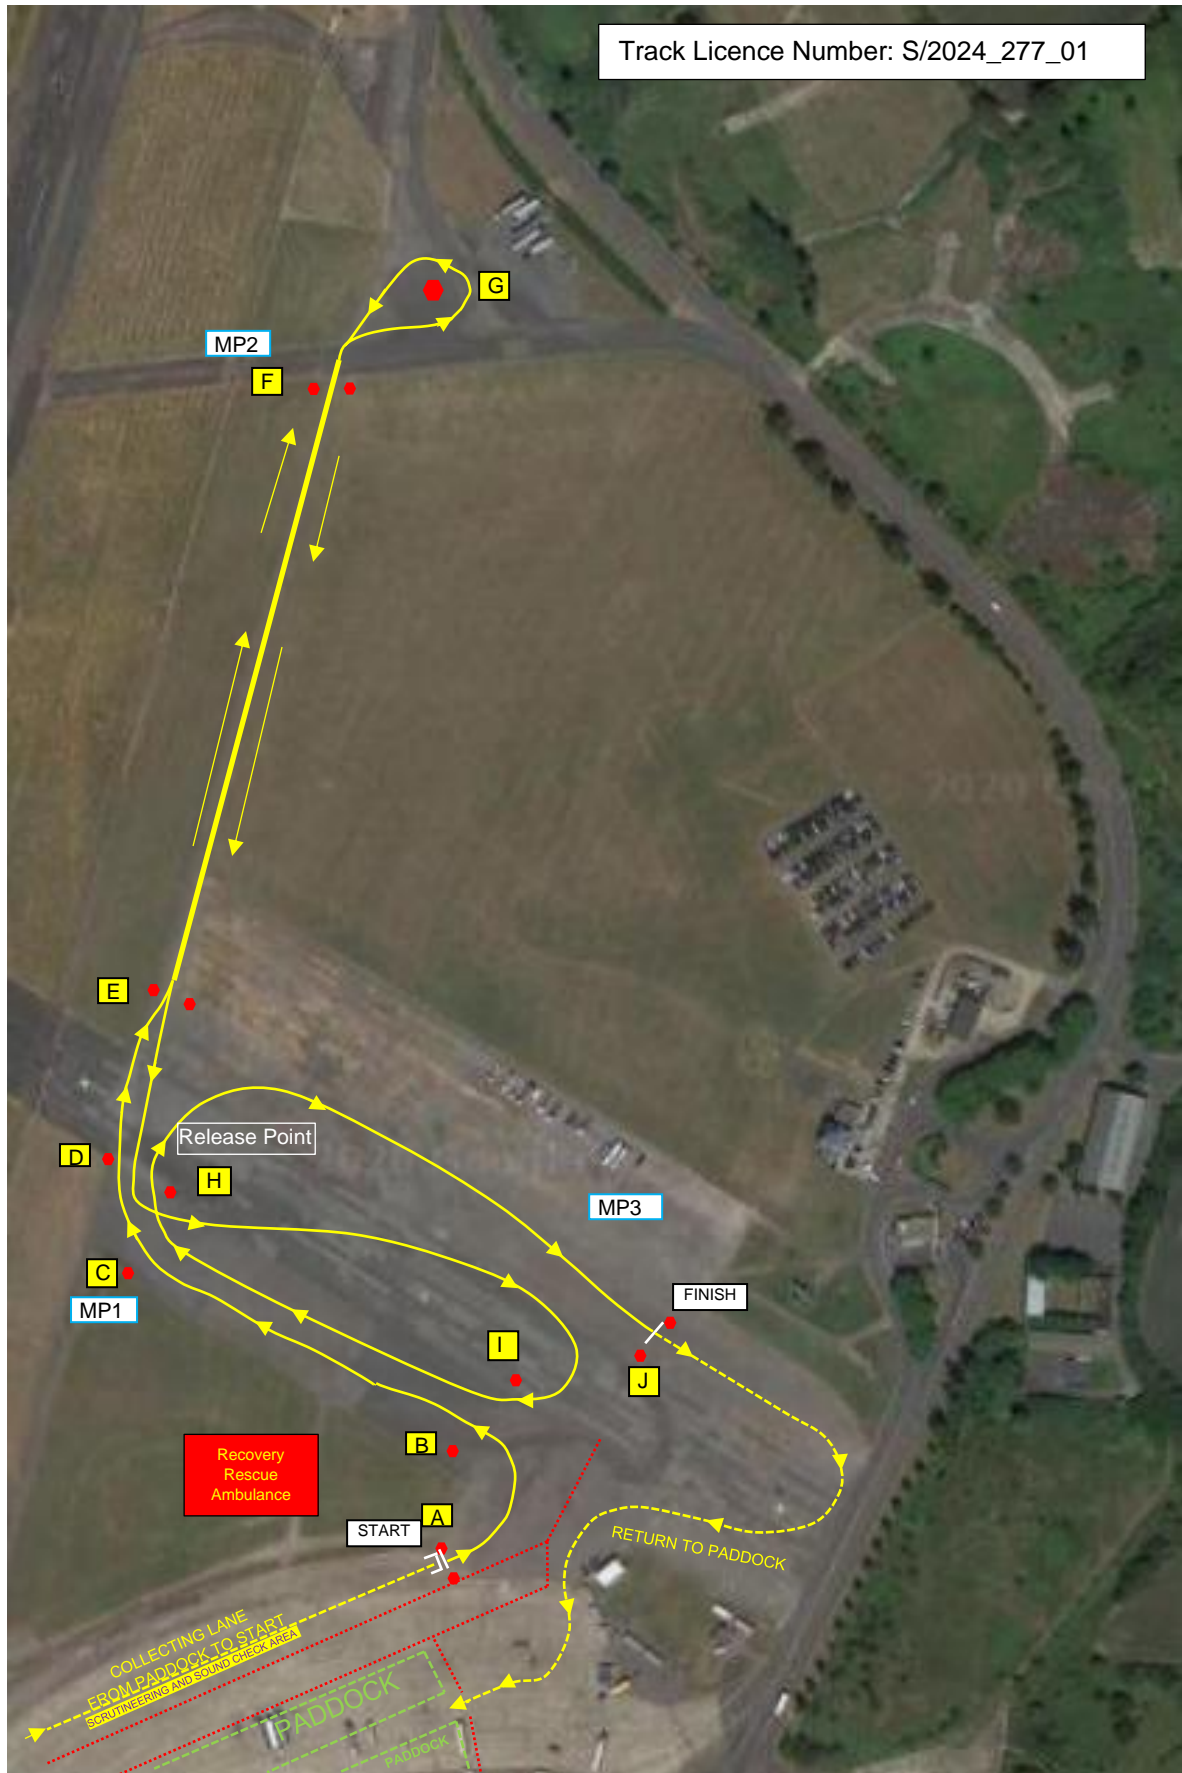 Track Licence Number: S/2024_277_01
G
MP2
F
E
Release Point
D
H
MP3
C
MP1
FINISH
I
J
B
Recovery
Rescue
Ambulance
A
START
RETURN TO PADDOCK
COLLECTING LANE
FROM PADDOCK TO START
SCRUTINEERING AND SOUND CHECK AREA
PADDOCK
PADDOCK